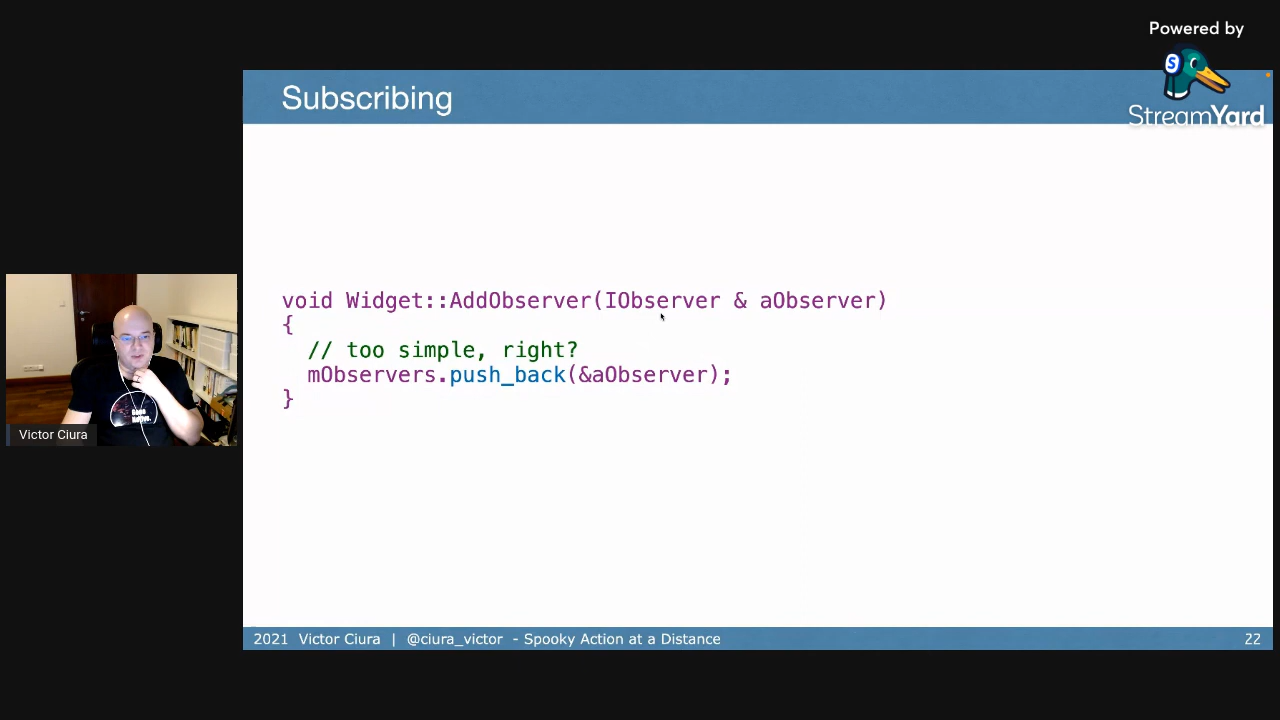 Powered by
StreamYard
Subscribing
void Widget::AddObserver(IObserver & aObserver)
{
// too simple, right?
mObservers.push_back(&aObserver);
}
Victor Ciura
2021 Victor Ciura | @ciura_victor - Spooky Action at a Distance
22